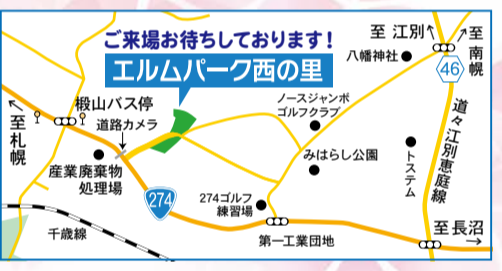 ご来場お待ちしております！
エルムパーク西の里
至 江別
至南幌
八幡神社
46
椴山バス停
道路カメラ
至札幌
ノースジャンボ
ゴルフクラブ
道々江別恵庭線
みはらし公園
トステム
産業廃棄物
処理場
274
274ゴルフ
練習場
千歳線
第一工業団地
至長沼